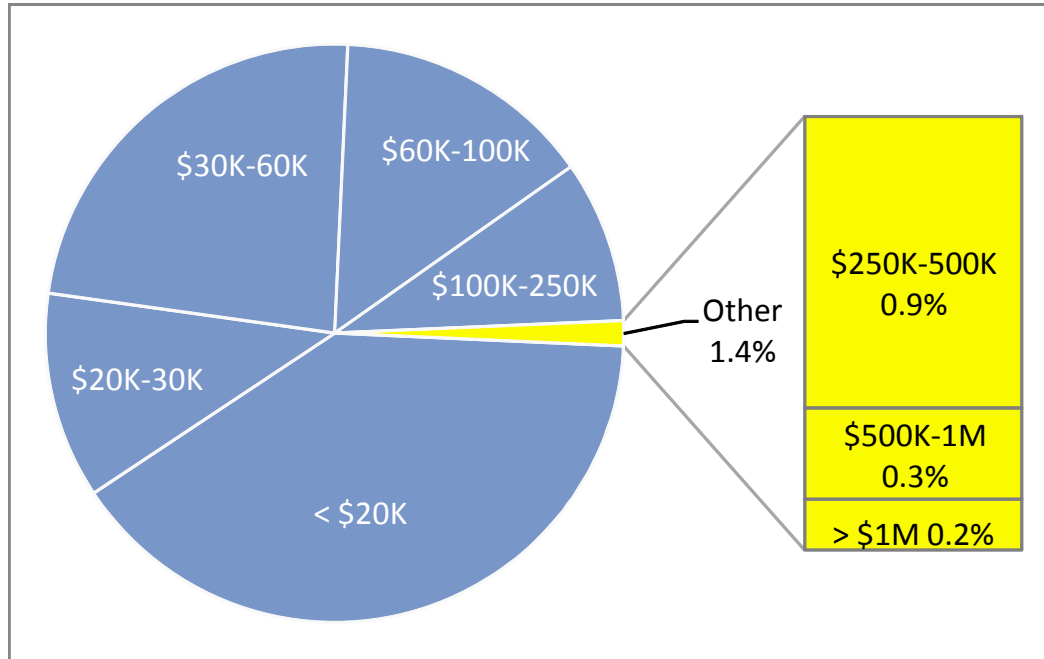 $30K-60K
$60K-100K
$100K-250K
$20K-30K
< $20K
Other
1.4%
$250K-500K
0.9%
$500K-1M
0.3%
> $1M 0.2%